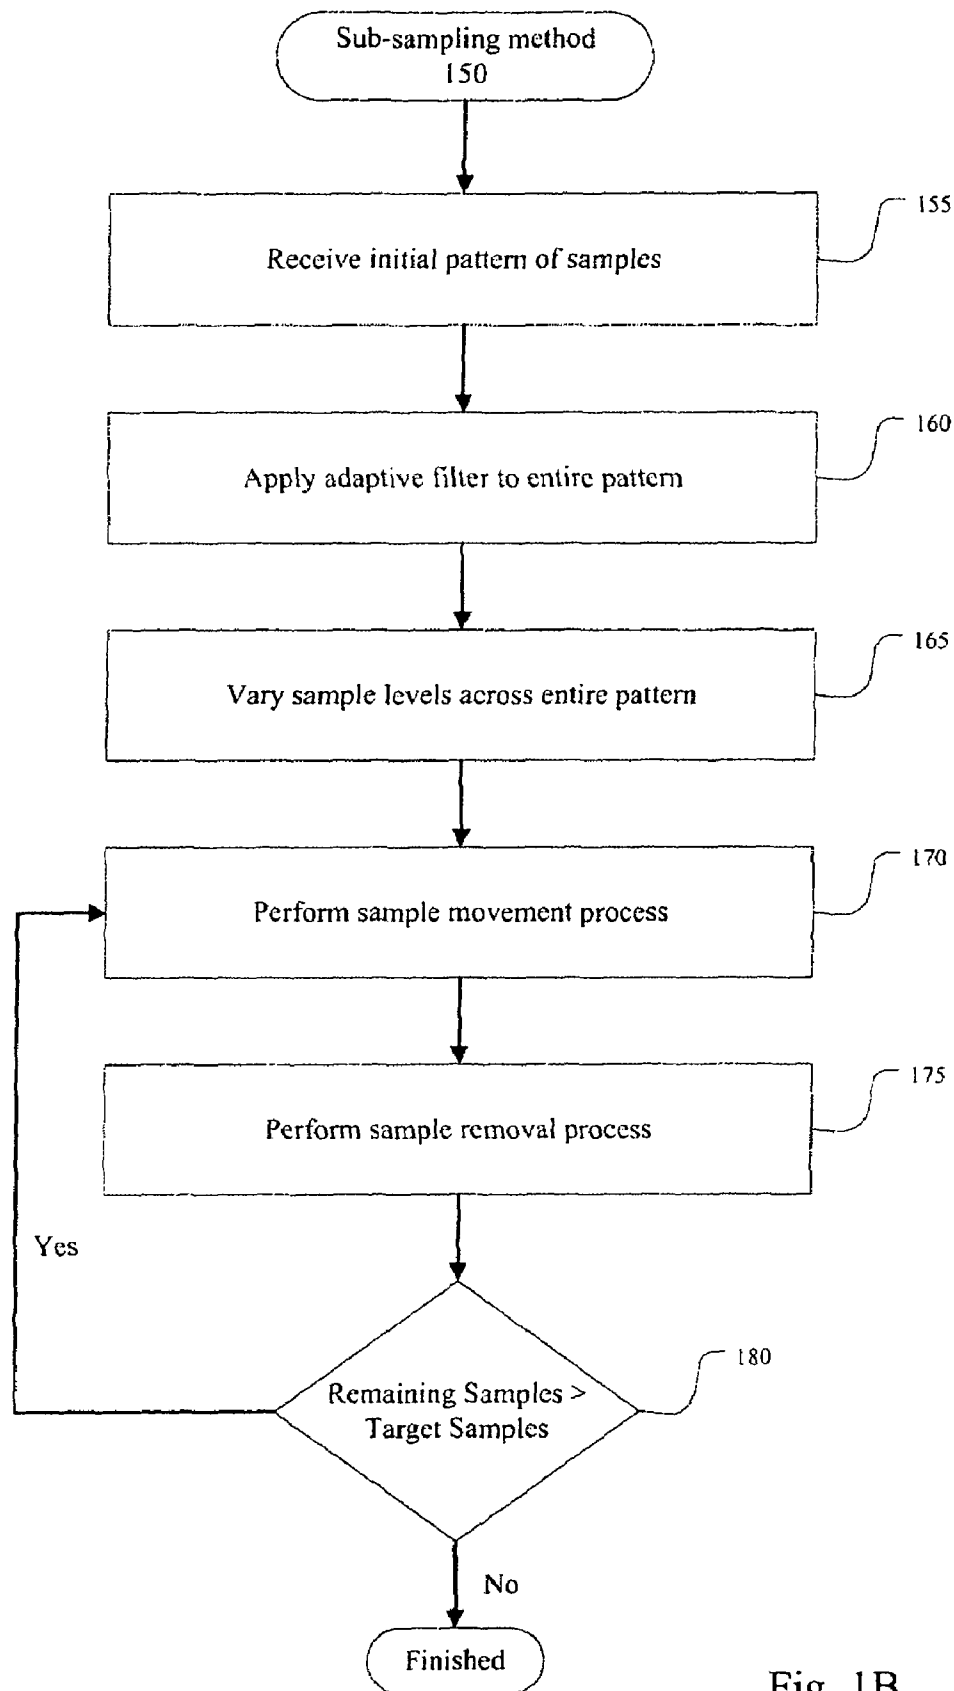 Sub-sampling method
150
155
Receive initial pattern of samples
160
Apply adaptive filter to entire pattern
165
Vary sample levels across entire pattern
170
Perform sample movement process
175
Perform sample removal process
Yes
180
Remaining Samples >
Target Samples
No
Finished
Fig. 1B